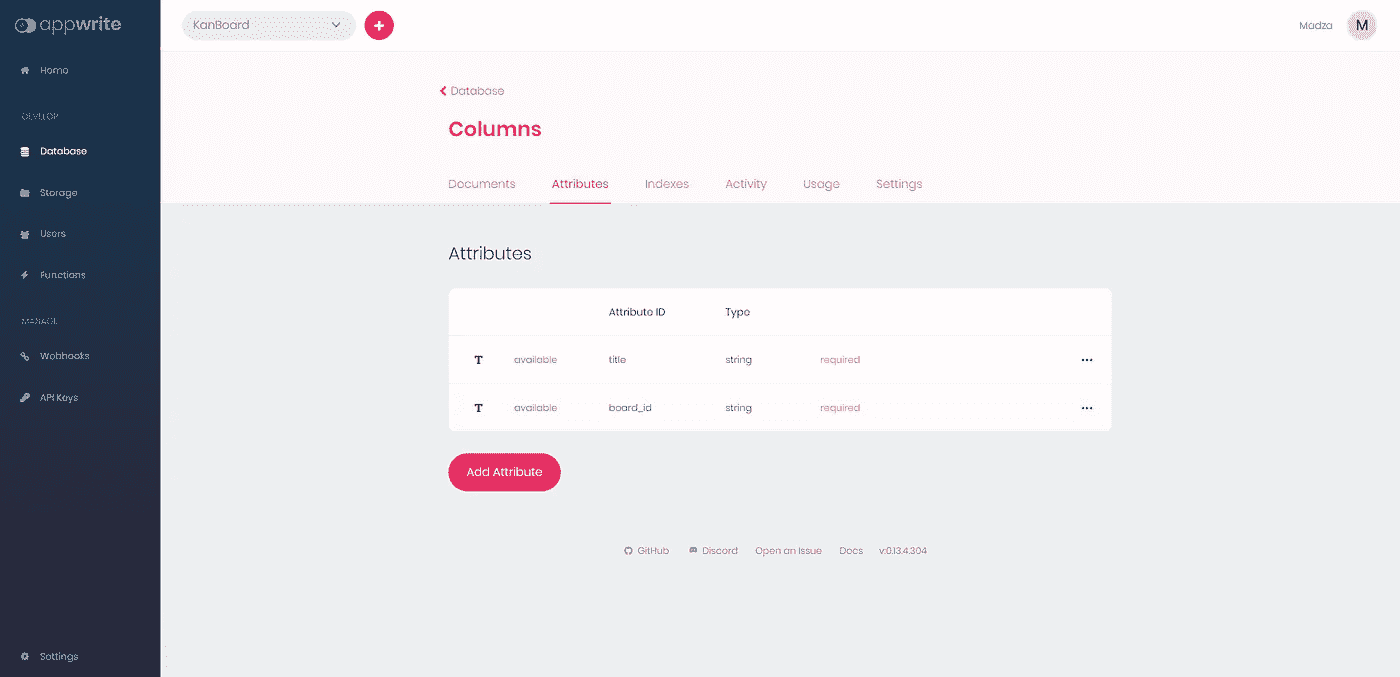 appwrite
KanBoard
+
Madza
M
Home
DEVELOP
Database
Storage
Users
Functions
MANAGE
Webhooks
API Keys
Settings
Database
Columns
Documents Attributes Indexes Activity Usage Settings
Attributes
Attribute ID Type
T available title string required ...
T available board_id string required ...
Add Attribute
GitHub Discord Open an Issue Docs v:0.13.4.304